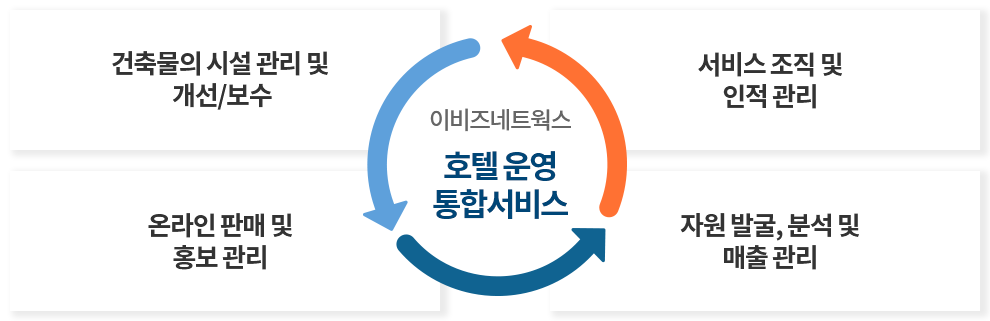 건축물의 시설 관리 및
개선/보수
서비스 조직 및
인적 관리
이비즈네트웍스
호텔 운영
통합서비스
온라인 판매 및
홍보 관리
자원 발굴, 분석 및
매출 관리